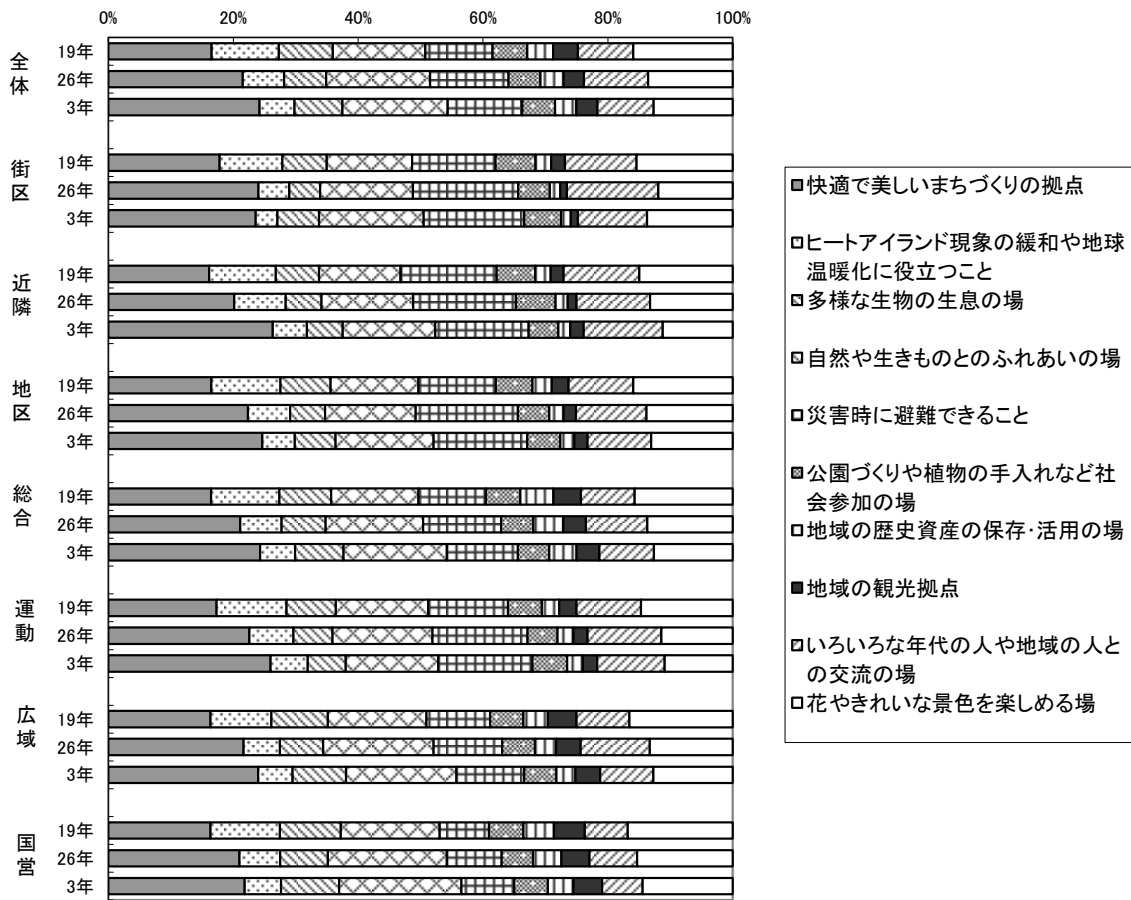 0%
20%
40%
60%
80%
100%
全体
19年
26年
3年
街区
19年
26年
3年
近隣
19年
26年
3年
地区
19年
26年
3年
総合
19年
26年
3年
運動
19年
26年
3年
広域
19年
26年
3年
国営
19年
26年
3年
快適で美しいまちづくりの拠点
ヒートアイランド現象の緩和や地球
温暖化に役立つこと
多様な生物の生息の場
自然や生きものとのふれあいの場
災害時に避難できること
公園づくりや植物の手入れなど社
会参加の場
地域の歴史資産の保存・活用の場
地域の観光拠点
いろいろな年代の人や地域の人と
の交流の場
花やきれいな景色を楽しめる場